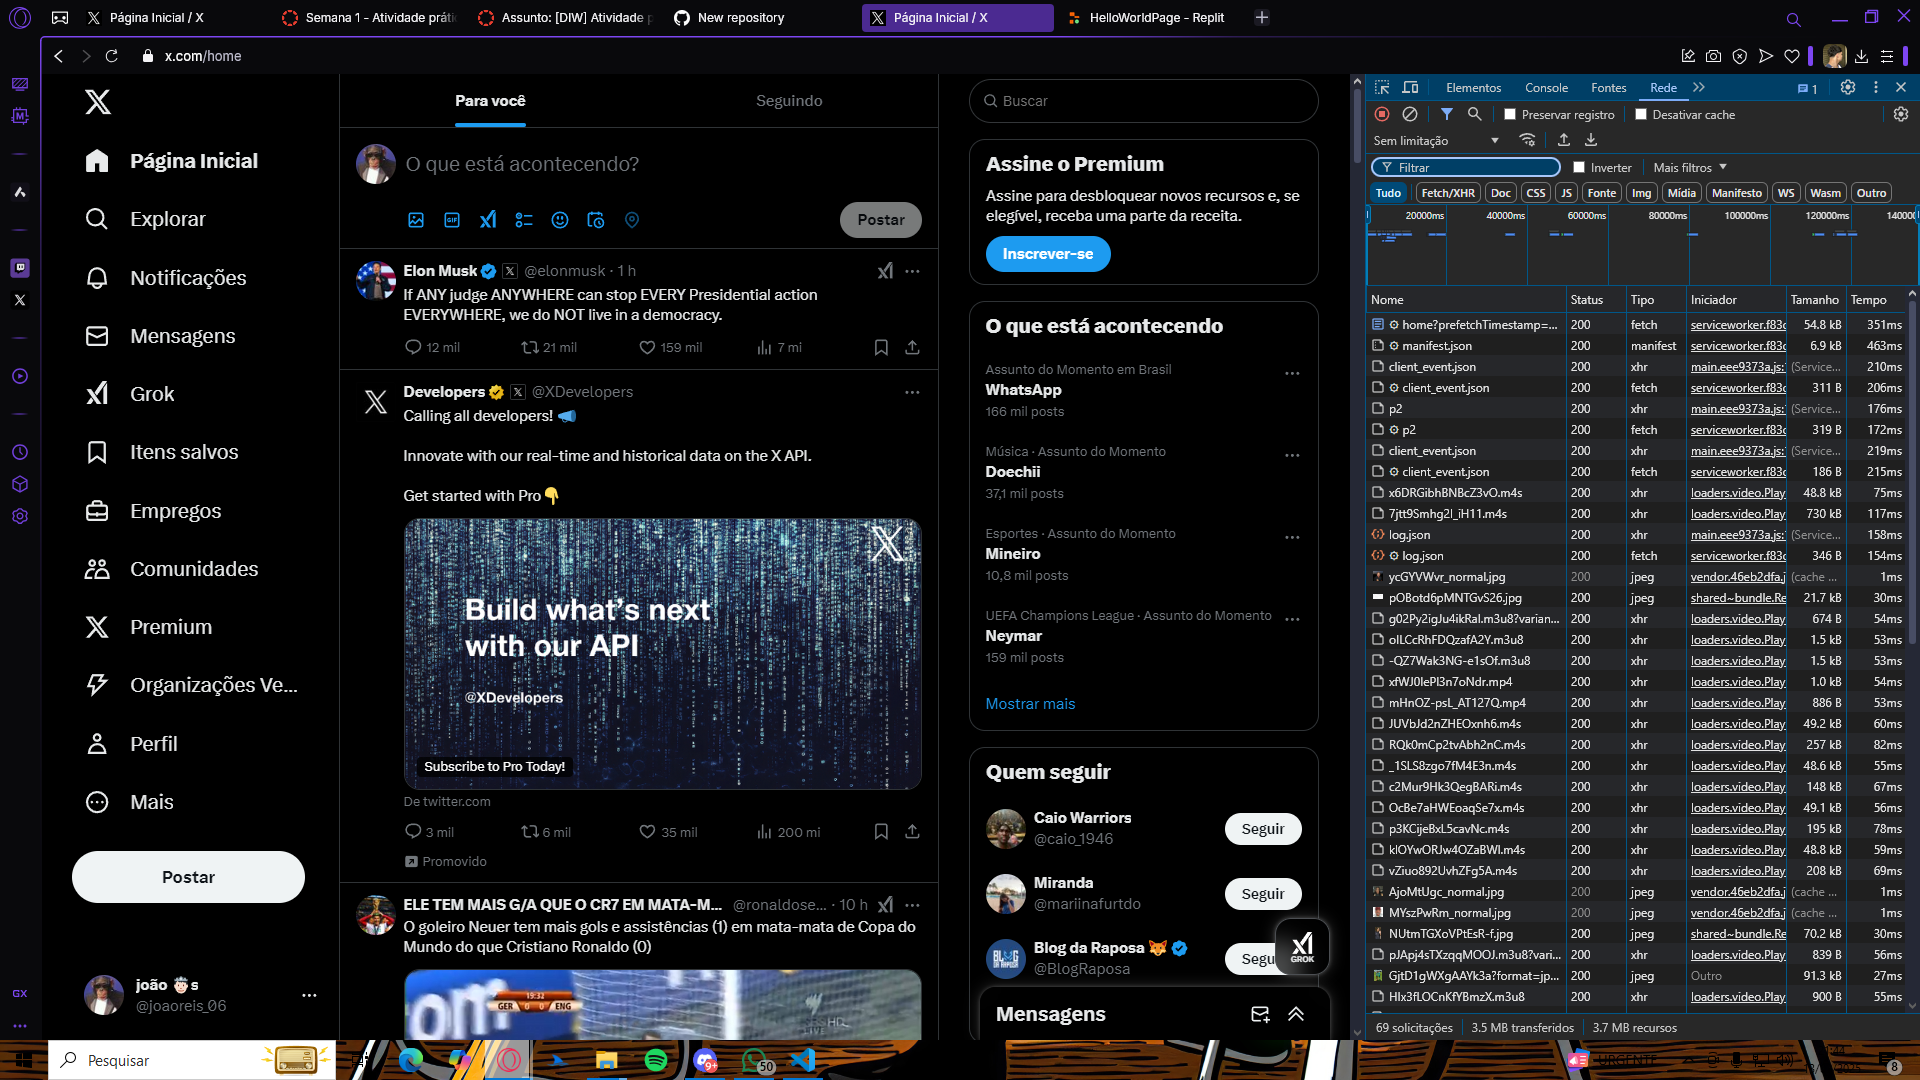 Página Inicial / X
Semana 1 - Atividade práti
Assunto: [DIW] Atividade p
New repository
Página Inicial / X
HelloWorldPage - Replit
x.com/home
Página Inicial
Explorar
Notificações
Mensagens
Grok
Itens salvos
Empregos
Comunidades
Premium
Organizações Ve...
Perfil
Mais
Postar
joão s
@joaoreis_06
GX
Para você
Seguindo
O que está acontecendo?
GIF
Postar
Elon Musk @elonmusk · 1 h
If ANY judge ANYWHERE can stop EVERY Presidential action
EVERYWHERE, we do NOT live in a democracy.
12 mil 21 mil 159 mil 7 mi
Developers @XDevelopers
Calling all developers! 📣
Innovate with our real-time and historical data on the X API.
Get started with Pro👇
Build what's next
with our API
@XDevelopers
Subscribe to Pro Today!
De twitter.com
3 mil 6 mil 35 mil 200 mi
Promovido
ELE TEM MAIS G/A QUE O CR7 EM MATA-M... @ronaldose... · 10 h
O goleiro Neuer tem mais gols e assistências (1) em mata-mata de Copa do
Mundo do que Cristiano Ronaldo (0)
19:32
GER 0 0 ENG
Buscar
Assine o Premium
Assine para desbloquear novos recursos e, se
elegível, receba uma parte da receita.
Inscrever-se
O que está acontecendo
Assunto do Momento em Brasil
WhatsApp
166 mil posts
Música · Assunto do Momento
Doechii
37,1 mil posts
Esportes · Assunto do Momento
Mineiro
10,8 mil posts
UEFA Champions League · Assunto do Momento
Neymar
159 mil posts
Mostrar mais
Quem seguir
Caio Warriors
@caio_1946
Seguir
Miranda
@mariinafurtdo
Seguir
Blog da Raposa 🦊
@BlogRaposa
Segu
GROK
Mensagens
Elementos Console Fontes Rede 1
Preservar registro Desativar cache
Sem limitação
Filtrar Inverter Mais filtros
Tudo Fetch/XHR Doc CSS JS Fonte Img Mídia Manifesto WS Wasm Outro
20000ms 40000ms 60000ms 80000ms 100000ms 120000ms 14000
Nome Status Tipo Iniciador Tamanho Tempo
home?prefetchTimestamp=... 200 fetch serviceworker.f83c 54.8 kB 351ms
manifest.json 200 manifest serviceworker.f83c 6.9 kB 463ms
client_event.json 200 xhr main.eee9373a.js: (Service... 210ms
client_event.json 200 fetch serviceworker.f83c 311 B 206ms
p2 200 xhr main.eee9373a.js: (Service... 176ms
p2 200 fetch serviceworker.f83c 319 B 172ms
client_event.json 200 xhr main.eee9373a.js: (Service... 219ms
client_event.json 200 fetch serviceworker.f83c 186 B 215ms
x6DRGibhBNBcZ3vO.m4s 200 xhr loaders.video.Play 48.8 kB 75ms
7jtt9Smhg2l_iH11.m4s 200 xhr loaders.video.Play 730 kB 117ms
log.json 200 xhr main.eee9373a.js: (Service... 158ms
log.json 200 fetch serviceworker.f83c 346 B 154ms
ycGYVWvr_normal.jpg 200 jpeg vendor.46eb2dfa.j (cache ... 1ms
pOBotd6pMNTGvS26.jpg 200 jpeg shared~bundle.Re 21.7 kB 30ms
g02Py2igJu4ikRal.m3u8?varian... 200 xhr loaders.video.Play 674 B 54ms
oILCcRhFDQzafA2Y.m3u8 200 xhr loaders.video.Play 1.5 kB 53ms
-QZ7Wak3NG-e1sOf.m3u8 200 xhr loaders.video.Play 1.5 kB 53ms
xfWJ0lePl3n7oNdr.mp4 200 xhr loaders.video.Play 1.0 kB 54ms
mHnOZ-psL_AT127Q.mp4 200 xhr loaders.video.Play 886 B 53ms
JUVbJd2nZHEOxnh6.m4s 200 xhr loaders.video.Play 49.2 kB 60ms
RQk0mCp2tvAbh2nC.m4s 200 xhr loaders.video.Play 257 kB 82ms
_1SLS8zgo7fM4E3n.m4s 200 xhr loaders.video.Play 48.6 kB 55ms
c2Mur9Hk3QegBARi.m4s 200 xhr loaders.video.Play 148 kB 67ms
OcBe7aHWEoaqSe7x.m4s 200 xhr loaders.video.Play 49.1 kB 56ms
p3KCijeBxL5cavNc.m4s 200 xhr loaders.video.Play 195 kB 78ms
klOYwORJw4OZaBWI.m4s 200 xhr loaders.video.Play 48.8 kB 59ms
vZiuo892UvhZFg5A.m4s 200 xhr loaders.video.Play 208 kB 69ms
AjoMtUgc_normal.jpg 200 jpeg vendor.46eb2dfa.j (cache ... 1ms
MYszPwRm_normal.jpg 200 jpeg vendor.46eb2dfa.j (cache ... 1ms
NUtmTGXoVPtEsR-f.jpg 200 jpeg shared~bundle.Re 70.2 kB 30ms
pJApj4sTXzqqMOOJ.m3u8?vari... 200 xhr loaders.video.Play 839 B 56ms
GjtD1gWXgAAYk3a?format=jp... 200 jpeg Outro 91.3 kB 27ms
HIx3fLOCnKfYBmzX.m3u8 200 xhr loaders.video.Play 900 B 55ms
69 solicitações 3.5 MB transferidos 3.7 MB recursos
Pesquisar
9+
50
URGENTE
8